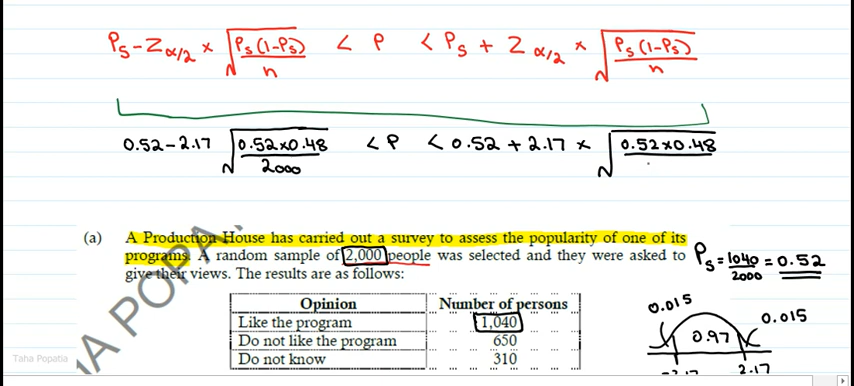 Ps - Zα/2 × √(Ps(1-Ps)/n) < P < Ps + Zα/2 × √(Ps(1-Ps)/n)
0.52 - 2.17 √(0.52×0.48/2000) < P < 0.52 + 2.17 × √(0.52×0.48
(a) A Production House has carried out a survey to assess the popularity of one of its
programs. A random sample of 2,000 people was selected and they were asked to
give their views. The results are as follows:
Ps = 1040/2000 = 0.52
Opinion Number of persons
Like the program 1,040
Do not like the program 650
Do not know 310
0.015
0.015
0.97
-2.17 2.17
Taha Popatia
A POPA